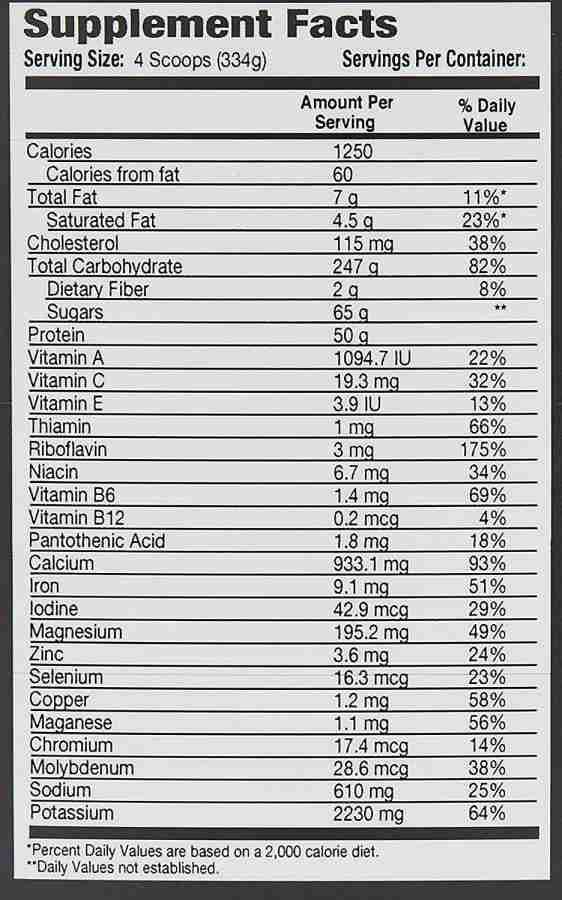 Supplement Facts
Serving Size: 4 Scoops (334g) Servings Per Container:
Amount Per Serving % Daily Value
Calories 1250
Calories from fat 60
Total Fat 7 g 11%*
Saturated Fat 4.5 g 23%*
Cholesterol 115 mg 38%
Total Carbohydrate 247 g 82%
Dietary Fiber 2 g 8%
Sugars 65 g **
Protein 50 g
Vitamin A 1094.7 IU 22%
Vitamin C 19.3 mg 32%
Vitamin E 3.9 IU 13%
Thiamin 1 mg 66%
Riboflavin 3 mg 175%
Niacin 6.7 mg 34%
Vitamin B6 1.4 mg 69%
Vitamin B12 0.2 mcg 4%
Pantothenic Acid 1.8 mg 18%
Calcium 933.1 mg 93%
Iron 9.1 mg 51%
Iodine 42.9 mcg 29%
Magnesium 195.2 mg 49%
Zinc 3.6 mg 24%
Selenium 16.3 mcg 23%
Copper 1.2 mg 58%
Maganese 1.1 mg 56%
Chromium 17.4 mcg 14%
Molybdenum 28.6 mcg 38%
Sodium 610 mg 25%
Potassium 2230 mg 64%
*Percent Daily Values are based on a 2,000 calorie diet.
**Daily Values not established.